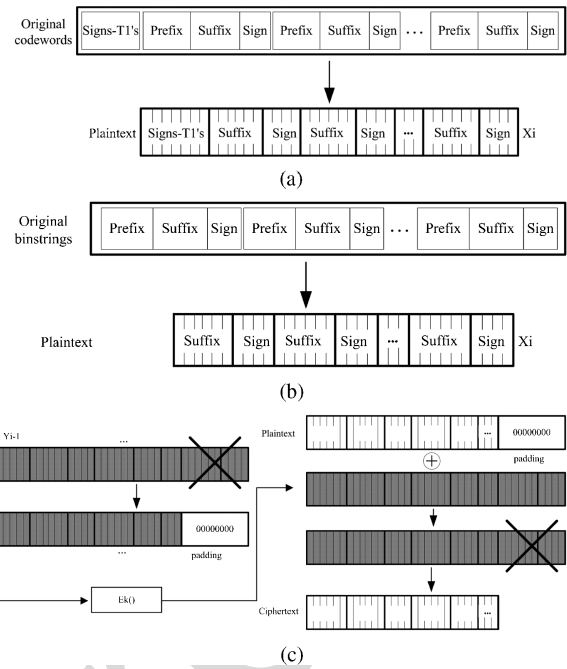 Original codewords
Signs-T1's Prefix Suffix Sign Prefix Suffix Sign ... Prefix Suffix Sign
Plaintext Signs-T1's Suffix Sign Suffix Sign ... Suffix Sign Xi
(a)
Original binstrings
Prefix Suffix Sign Prefix Suffix Sign ... Prefix Suffix Sign
Plaintext Suffix Sign Suffix Sign ... Suffix Sign Xi
(b)
Yi-1
...
00000000
...
padding
Ek()
Plaintext ... 00000000
padding
+
Ciphertext ...
(c)